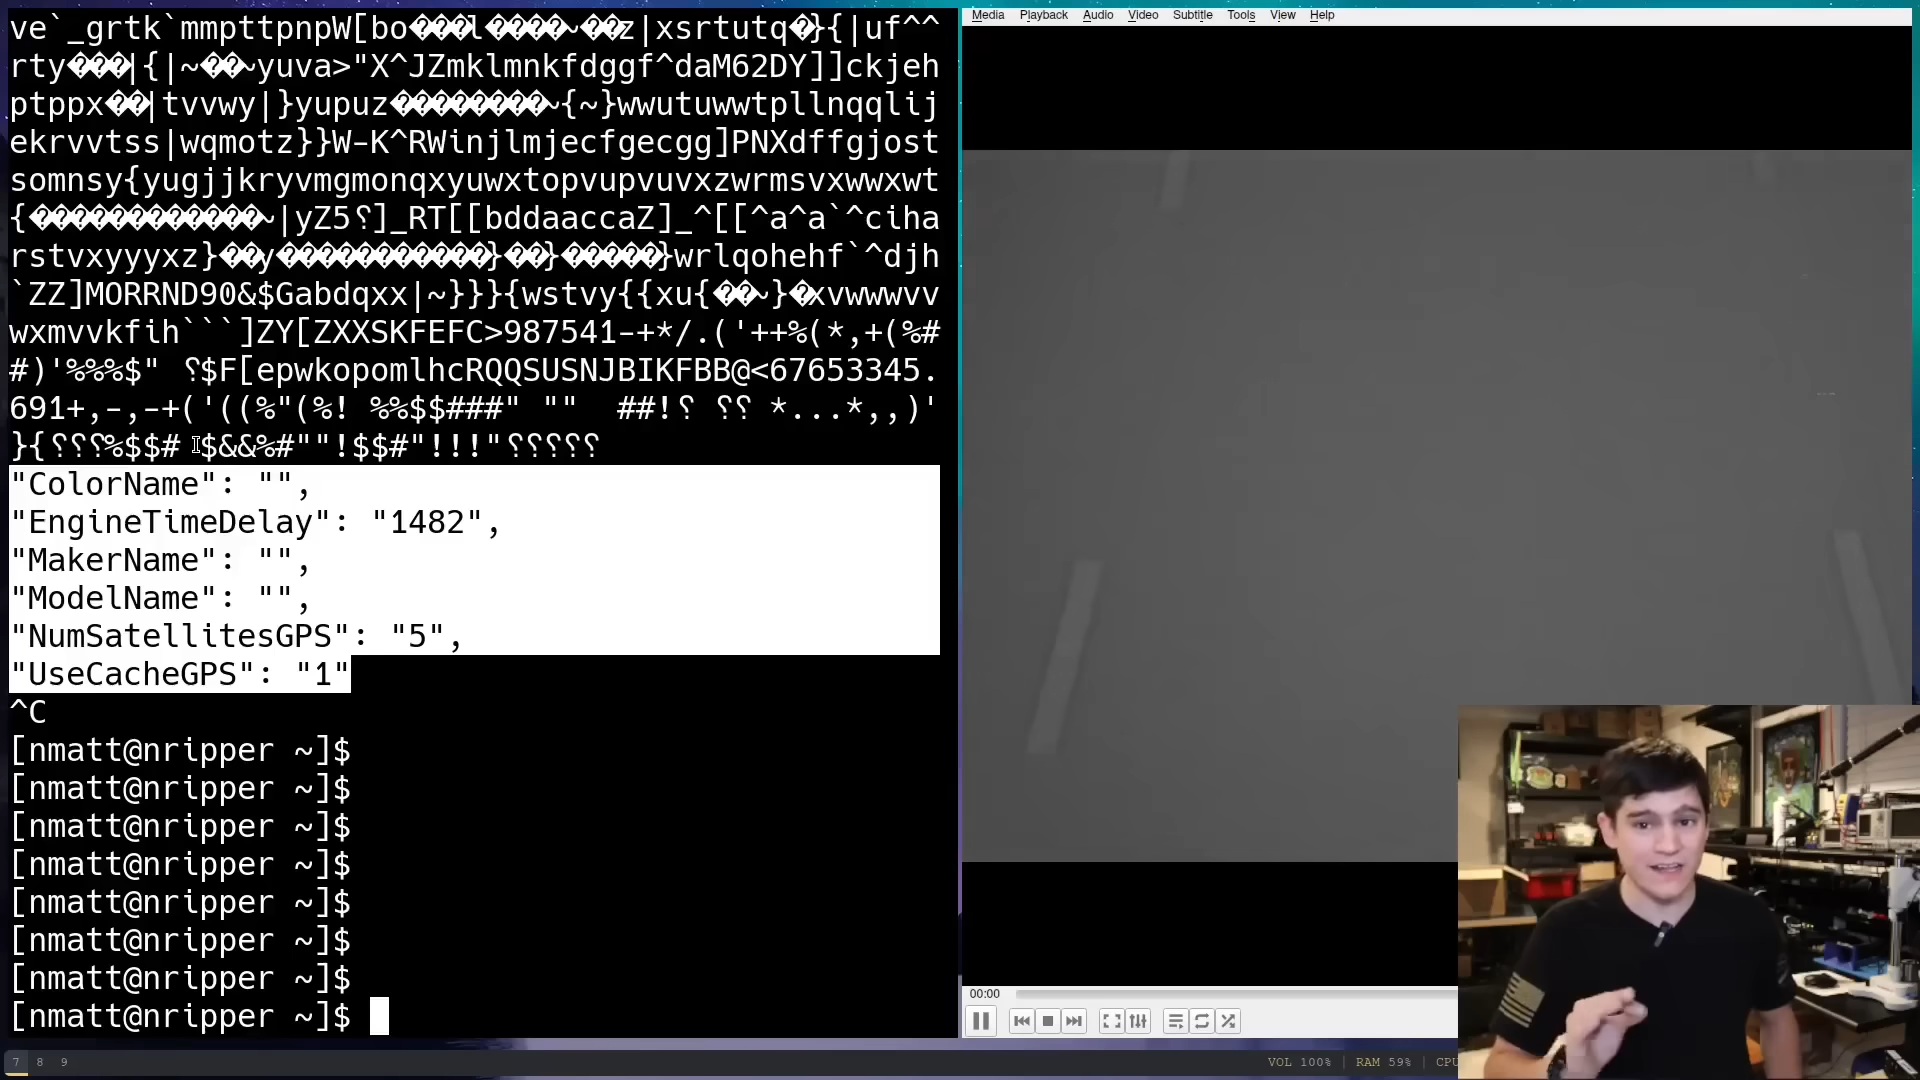 ve`_grtk`mmpttpnpW[bo���l����~��z|xsrtutq�}{|uf^^
rty���|{|~��~yuva>"X^JZmklmnkfdggf^daM62DY]]ckjeh
ptppx��|tvvwy|}yupuz��������~{~}wwutuwwtpllnqqlij
ekrvvtss|wqmotz}}W-K^RWinjlmjecfgecgg]PNXdffgjost
somnsy{yugjjkryvmgmonqxyuwxtopvupvuvxzwrmsvxwwxwt
{������������~|yZ5⸮]_RT[[bddaaccaZ]_^[[^a^a`^ciha
rstvxyyyxz}��y�����������}��}�����}wrlqohehf`^djh
`ZZ]MORRND90&$Gabdqxx|~}}}{wstvy{{xu{��~}�xvwwwvv
wxmvvkfih```]ZY[ZXXSKFEFC>987541-+*/.('++%(*,+(%#
#)'%%%$" ⸮$F[epwkopomlhcRQQSUSNJBIKFBB@<67653345.
691+,-,-+('((%"(%! %%$$###" ""  ##!⸮ ⸮⸮ *...*,,)'
}{⸮⸮⸮%$$# $&&%#""!$$#"!!!"⸮⸮⸮⸮⸮
"ColorName": "",
"EngineTimeDelay": "1482",
"MakerName": "",
"ModelName": "",
"NumSatellitesGPS": "5",
"UseCacheGPS": "1"
^C
[nmatt@nripper ~]$
[nmatt@nripper ~]$
[nmatt@nripper ~]$
[nmatt@nripper ~]$
[nmatt@nripper ~]$
[nmatt@nripper ~]$
[nmatt@nripper ~]$
[nmatt@nripper ~]$
Media Playback Audio Video Subtitle Tools View Help
00:00
7 8 9
VOL 100% | RAM 59% | CPU